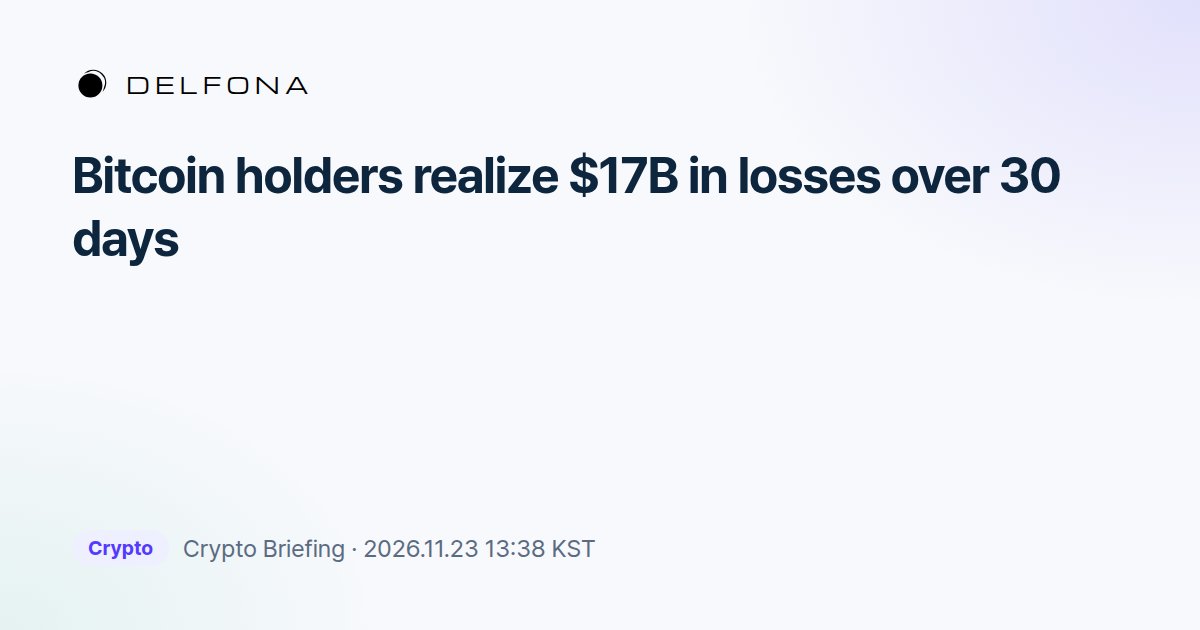 DELFONA
Bitcoin holders realize $17B in losses over 30
days
Crypto Crypto Briefing · 2026.11.23 13:38 KST